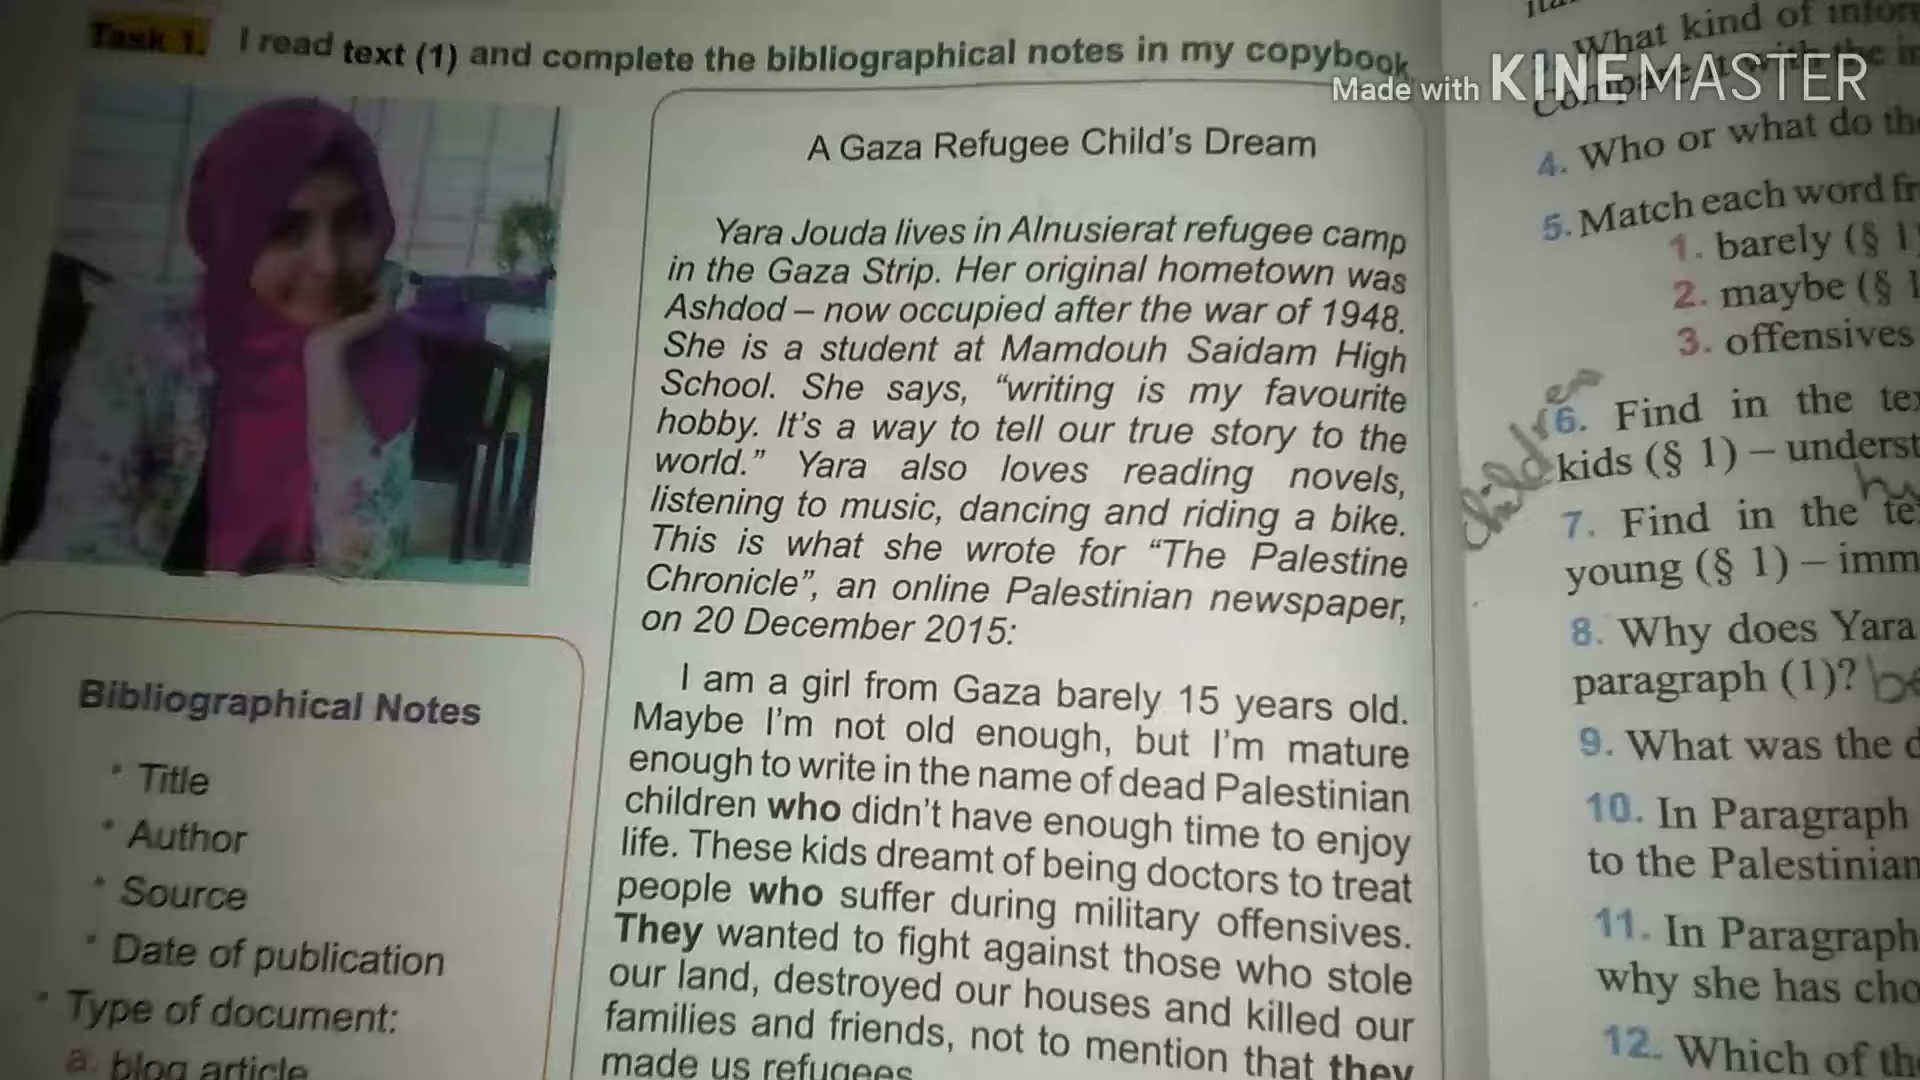 Task 1. I read text (1) and complete the bibliographical notes in my copybook
Made with KINEMASTER
A Gaza Refugee Child's Dream
Yara Jouda lives in Alnusierat refugee camp
in the Gaza Strip. Her original hometown was
Ashdod – now occupied after the war of 1948.
She is a student at Mamdouh Saidam High
School. She says, “writing is my favourite
hobby. It's a way to tell our true story to the
world.” Yara also loves reading novels,
listening to music, dancing and riding a bike.
This is what she wrote for “The Palestine
Chronicle”, an online Palestinian newspaper,
on 20 December 2015:
I am a girl from Gaza barely 15 years old.
Maybe I'm not old enough, but I'm mature
enough to write in the name of dead Palestinian
children who didn't have enough time to enjoy
life. These kids dreamt of being doctors to treat
people who suffer during military offensives.
They wanted to fight against those who stole
our land, destroyed our houses and killed our
families and friends, not to mention that they
made us refugees
Bibliographical Notes
* Title
* Author
* Source
* Date of publication
* Type of document:
a. blog article
What kind of
with the
4. Who or what do
5. Match each word
1. barely (§ 1
2. maybe (§ 1
3. offensives
children
6. Find in the
kids (§ 1) –
7. Find in the
young (§ 1) –
8. Why does Yara
paragraph (1)?
9. What was the
10. In Paragraph
to the Palestinian
11. In Paragraph
why she has
12. Which of